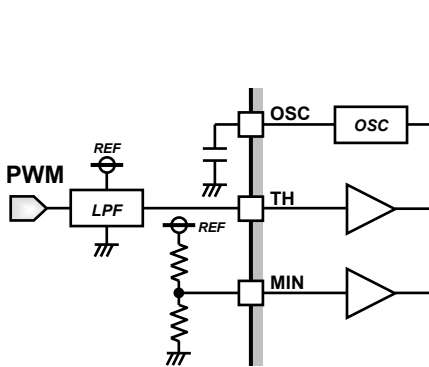 OSC
OSC
REF
PWM
LPF
TH
REF
MIN